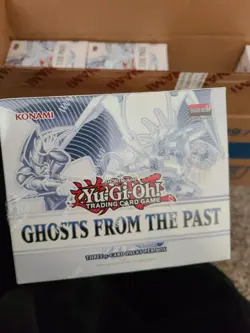 KONAMI
Yu-Gi-Oh!
TRADING CARD GAME
GHOSTS FROM THE PAST